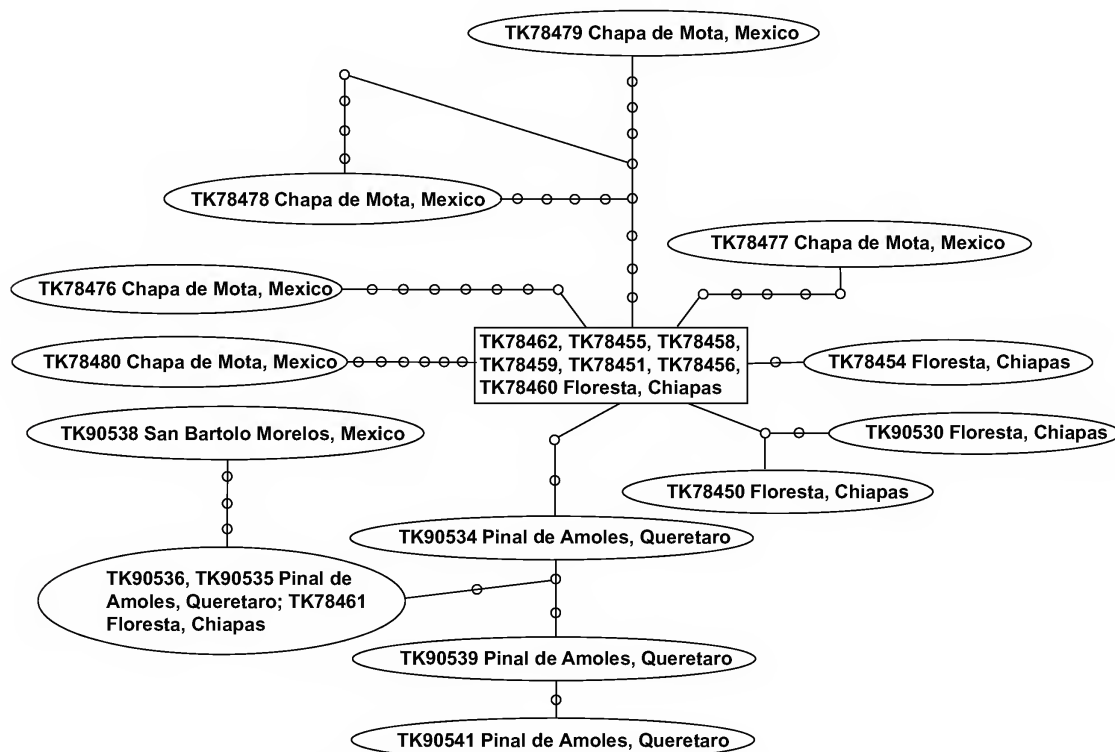 TK78479 Chapa de Mota, Mexico
TK78478 Chapa de Mota, Mexico
TK78477 Chapa de Mota, Mexico
TK78476 Chapa de Mota, Mexico
TK78462, TK78455, TK78458,
TK78459, TK78451, TK78456,
TK78460 Floresta, Chiapas
TK78480 Chapa de Mota, Mexico
TK78454 Floresta, Chiapas
TK90538 San Bartolo Morelos, Mexico
TK90530 Floresta, Chiapas
TK78450 Floresta, Chiapas
TK90534 Pinal de Amoles, Queretaro
TK90536, TK90535 Pinal de
Amoles, Queretaro; TK78461
Floresta, Chiapas
TK90539 Pinal de Amoles, Queretaro
TK90541 Pinal de Amoles, Queretaro